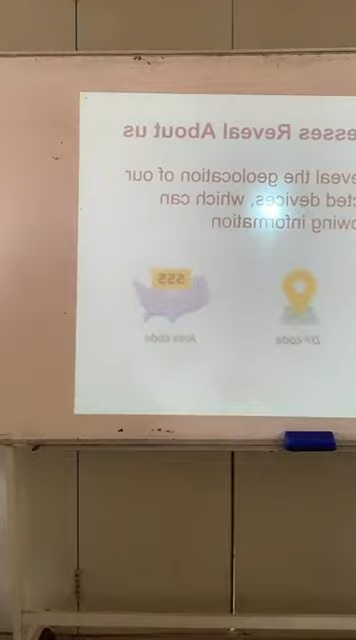 esses Reveal About us
eveal the geolocation of our
cted devices, which can
owing information
555
ZIP code
Area code